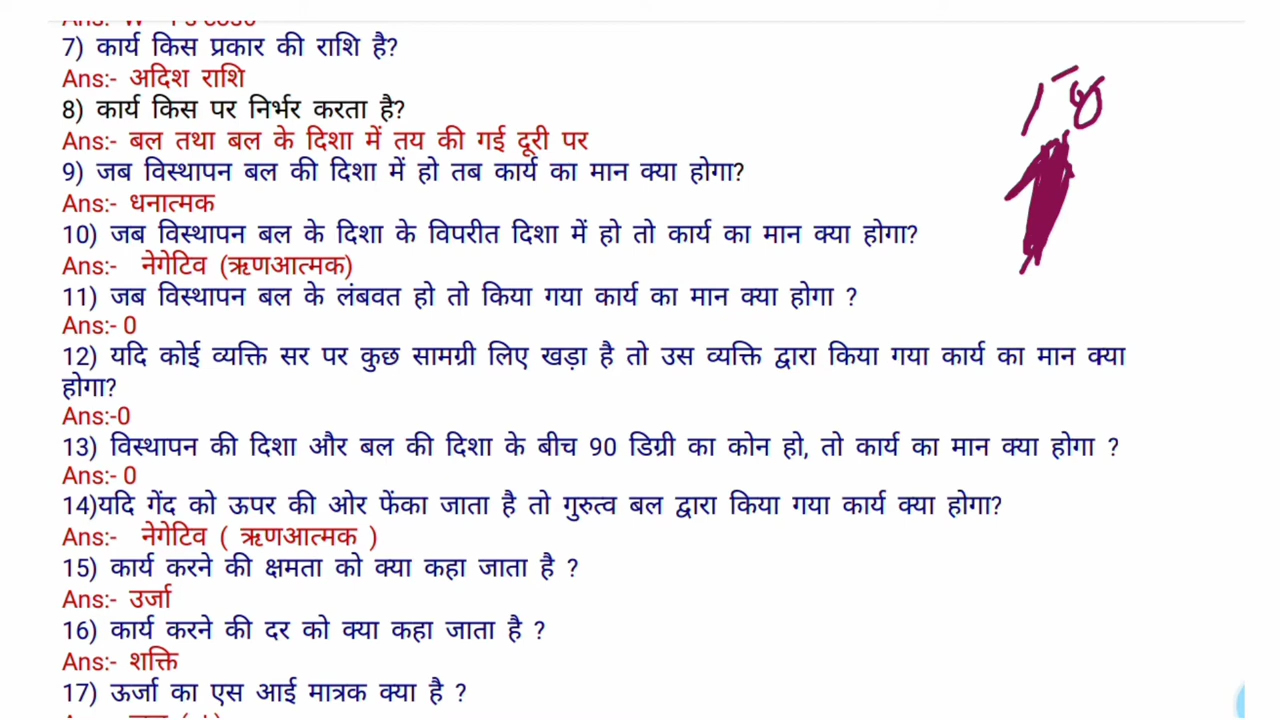 7) कार्य किस प्रकार की राशि है?
Ans:- अदिश राशि
8) कार्य किस पर निर्भर करता है?
Ans:- बल तथा बल के दिशा में तय की गई दूरी पर
9) जब विस्थापन बल की दिशा में हो तब कार्य का मान क्या होगा?
Ans:- धनात्मक
10) जब विस्थापन बल के दिशा के विपरीत दिशा में हो तो कार्य का मान क्या होगा?
Ans:- नेगेटिव (ऋणआत्मक)
11) जब विस्थापन बल के लंबवत हो तो किया गया कार्य का मान क्या होगा ?
Ans:- 0
12) यदि कोई व्यक्ति सर पर कुछ सामग्री लिए खड़ा है तो उस व्यक्ति द्वारा किया गया कार्य का मान क्या
होगा?
Ans:-0
13) विस्थापन की दिशा और बल की दिशा के बीच 90 डिग्री का कोन हो, तो कार्य का मान क्या होगा ?
Ans:- 0
14)यदि गेंद को ऊपर की ओर फेंका जाता है तो गुरुत्व बल द्वारा किया गया कार्य क्या होगा?
Ans:- नेगेटिव ( ऋणआत्मक )
15) कार्य करने की क्षमता को क्या कहा जाता है ?
Ans:- उर्जा
16) कार्य करने की दर को क्या कहा जाता है ?
Ans:- शक्ति
17) ऊर्जा का एस आई मात्रक क्या है ?